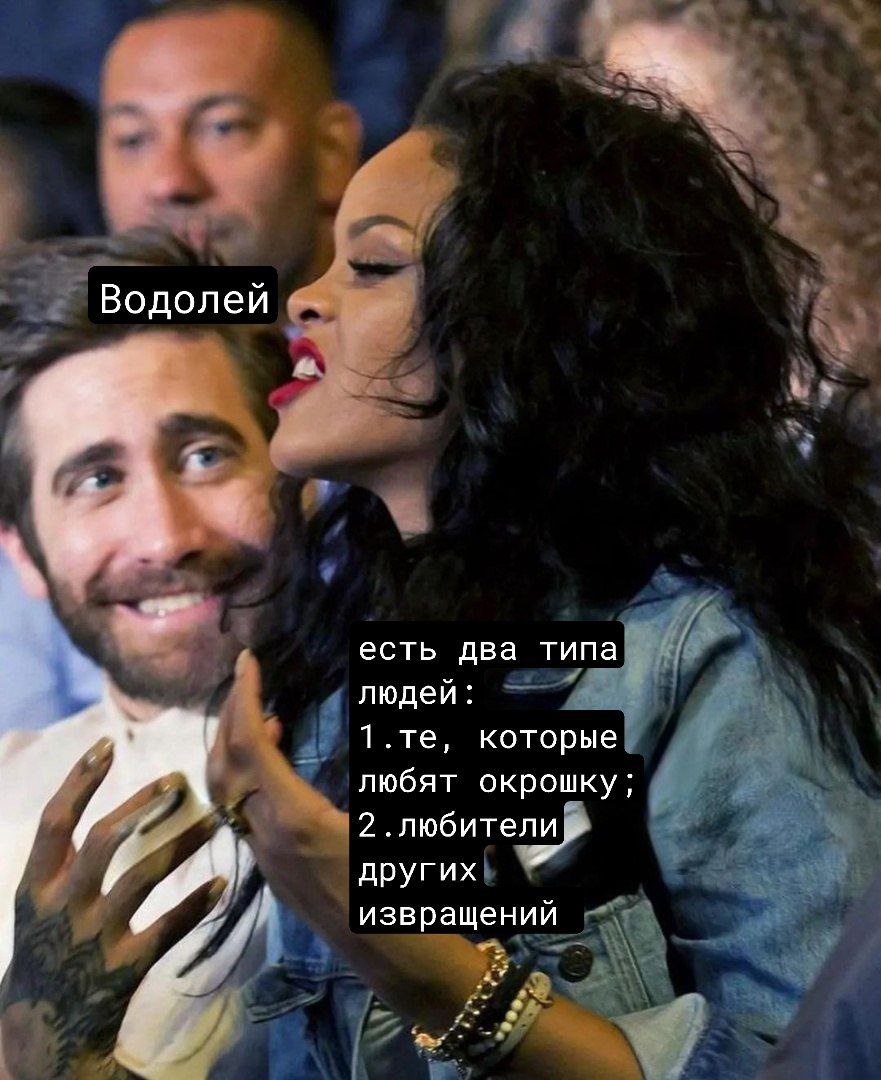 Водолей
есть два типа
людей:
1.те, которые
любят окрошку;
2.любители
других
извращений